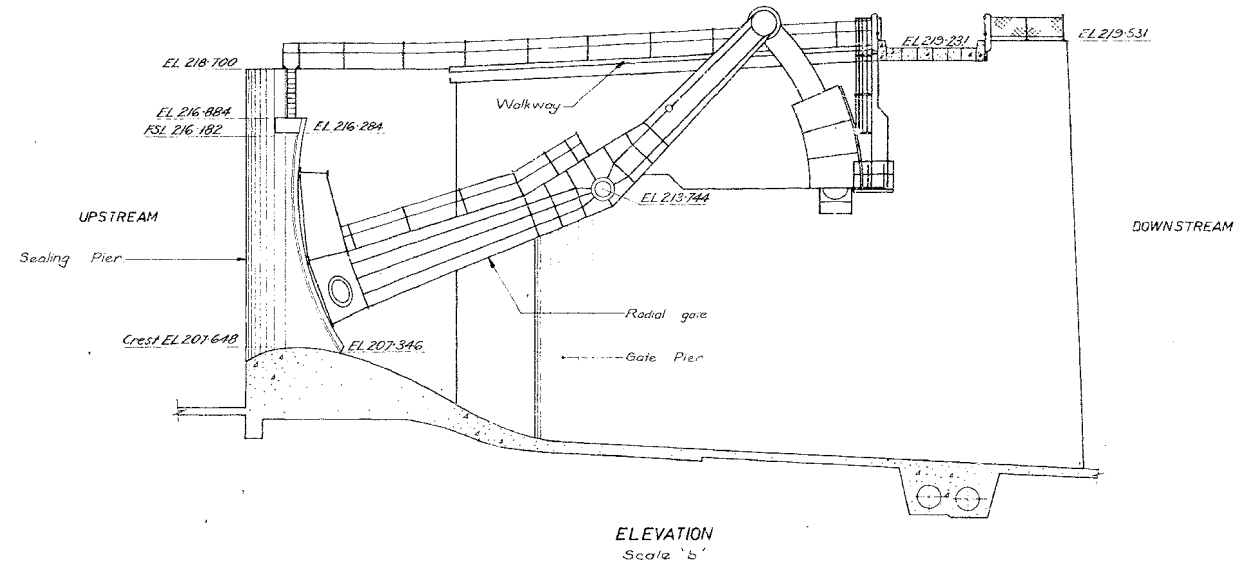 EL 219·531
EL 219·231
EL 218·700
Walkway
EL 216·884
FSL 216·182
EL 216·284
EL 213·744
UPSTREAM
DOWNSTREAM
Sealing Pier
Radial gate
Crest EL 207·648
EL 207·346
Gate Pier
ELEVATION
Scale 'b'